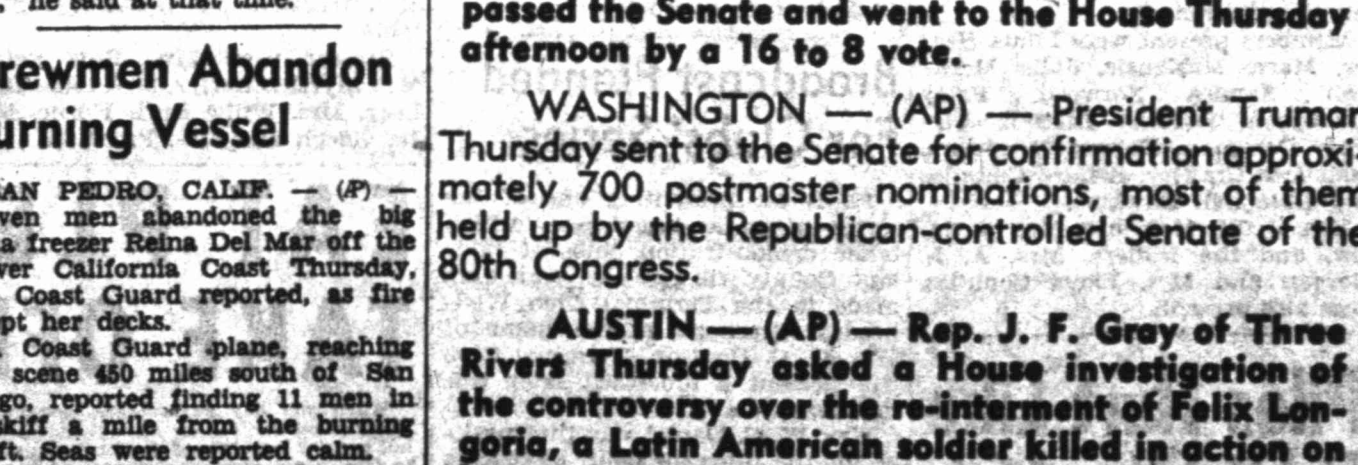 he said at that time.
rewmen Abandon
urning Vessel
AN PEDRO, CALIF. — (AP) —
ven men abandoned the big
a freezer Reina Del Mar off the
ver California Coast Thursday,
Coast Guard reported, as fire
pt her decks.
Coast Guard plane, reaching
scene 450 miles south of San
go, reported finding 11 men in
skiff a mile from the burning
ft. Seas were reported calm.
passed the Senate and went to the House Thursday
afternoon by a 16 to 8 vote.
WASHINGTON — (AP) — President Truman
Thursday sent to the Senate for confirmation approxi-
mately 700 postmaster nominations, most of them
held up by the Republican-controlled Senate of the
80th Congress.
AUSTIN — (AP) — Rep. J. F. Gray of Three
Rivers Thursday asked a House investigation of
the controversy over the re-interment of Felix Lon-
goria, a Latin American soldier killed in action on